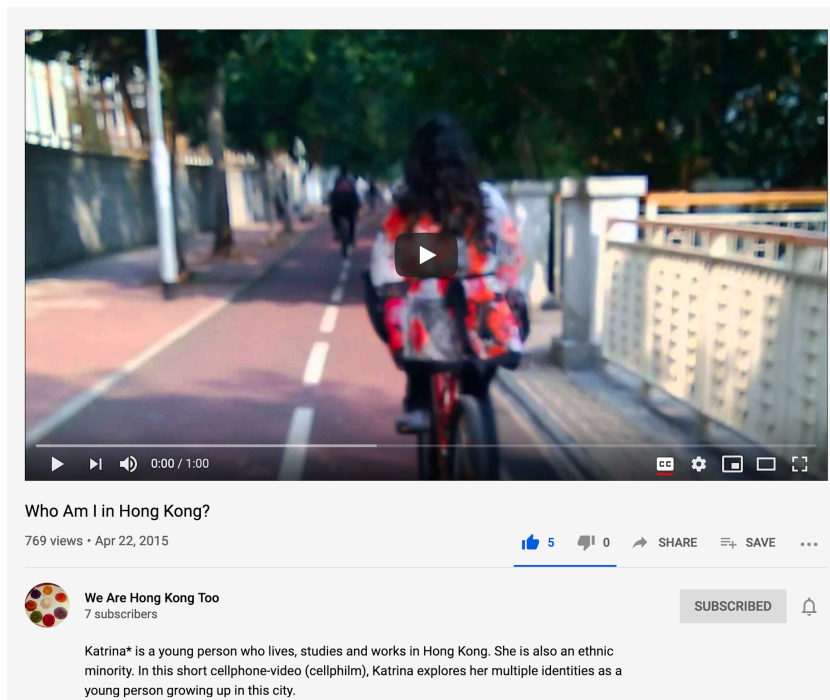 CC
0:00 / 1:00
Who Am I in Hong Kong?
769 views • Apr 22, 2015
5
0
SHARE
SAVE
We Are Hong Kong Too
7 subscribers
SUBSCRIBED
Katrina* is a young person who lives, studies and works in Hong Kong. She is also an ethnic
minority. In this short cellphone-video (cellphilm), Katrina explores her multiple identities as a
young person growing up in this city.